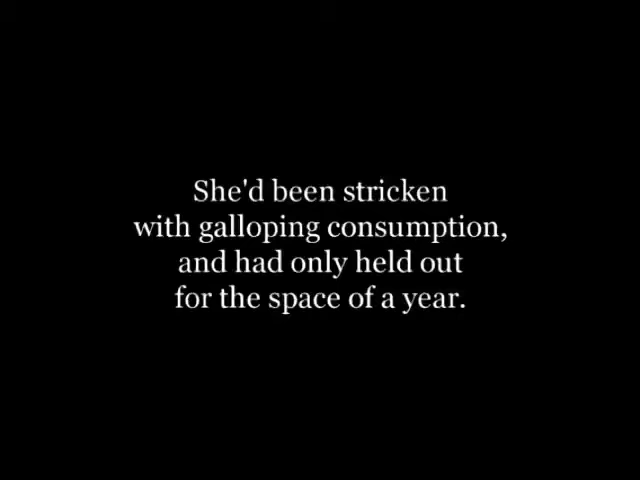 She'd been stricken
with galloping consumption,
and had only held out
for the space of a year.